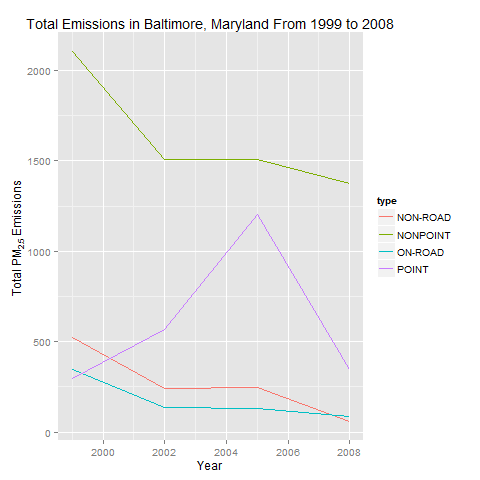 Total Emissions in Baltimore, Maryland From 1999 to 2008
Total PM2.5 Emissions
2000
1500
1000
500
0
2000
2002
2004
2006
2008
Year
type
NON-ROAD
NONPOINT
ON-ROAD
POINT